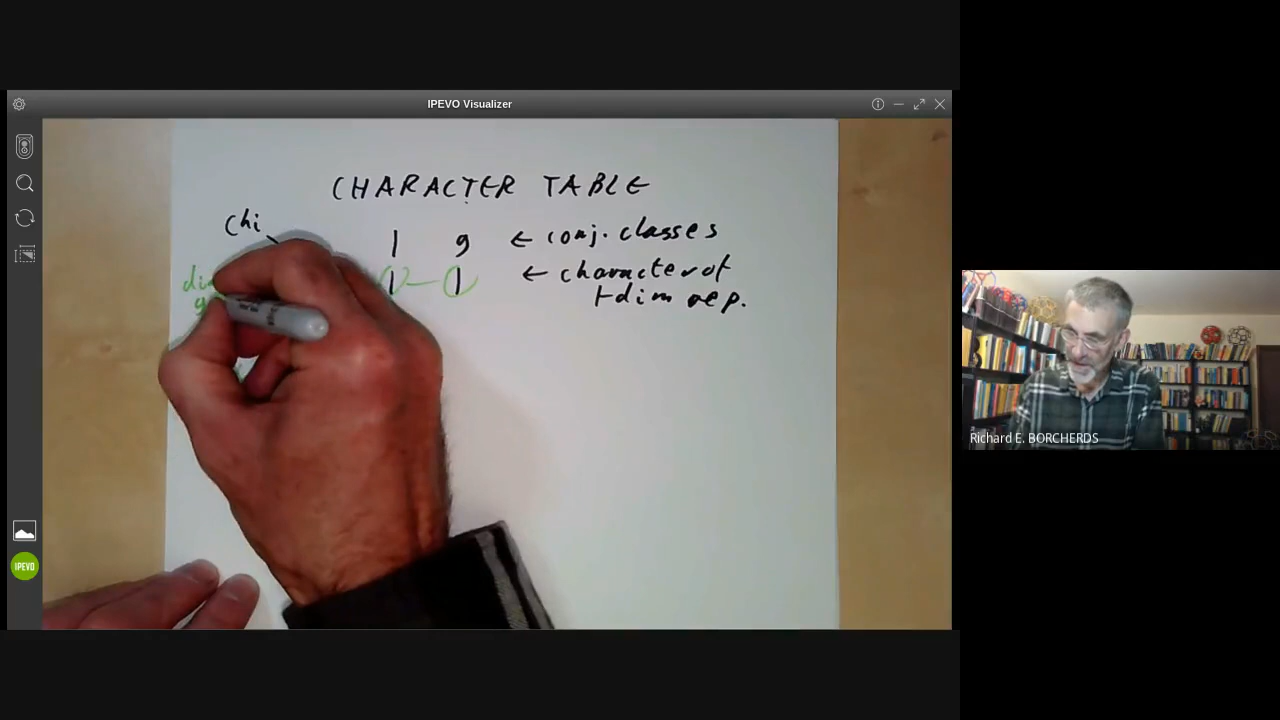 IPEVO Visualizer
CHARACTER TABLE
Chi
1 g ← conj. classes
1 — 1 ← character of
1-dim rep.
Richard E. BORCHERDS
IPEVO